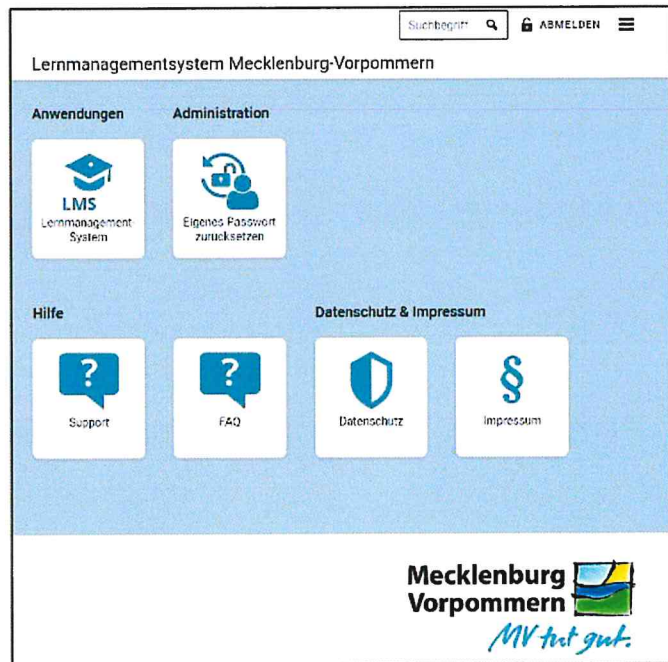 Suchbegriff
ABMELDEN
Lernmanagementsystem Mecklenburg-Vorpommern
Anwendungen
Administration
LMS
Lernmanagement-
System
Eigenes Passwort
zurücksetzen
Hilfe
Datenschutz & Impressum
?
Support
?
FAQ
Datenschutz
§
Impressum
Mecklenburg
Vorpommern
MV tut gut.